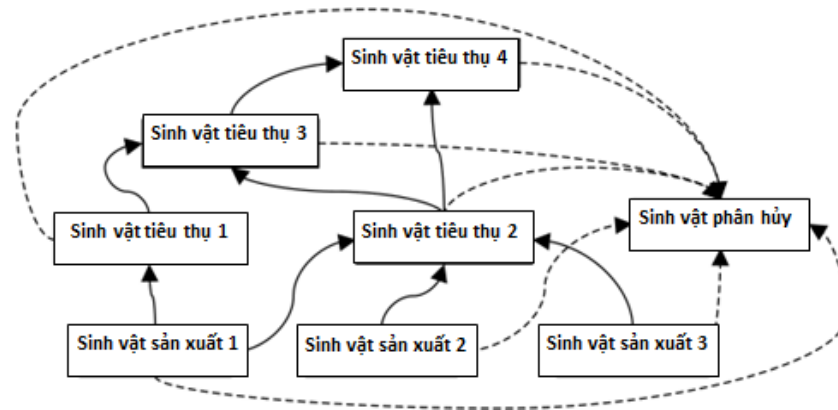 Sinh vật tiêu thụ 4
Sinh vật tiêu thụ 3
Sinh vật tiêu thụ 1
Sinh vật tiêu thụ 2
Sinh vật phân hủy
Sinh vật sản xuất 1
Sinh vật sản xuất 2
Sinh vật sản xuất 3